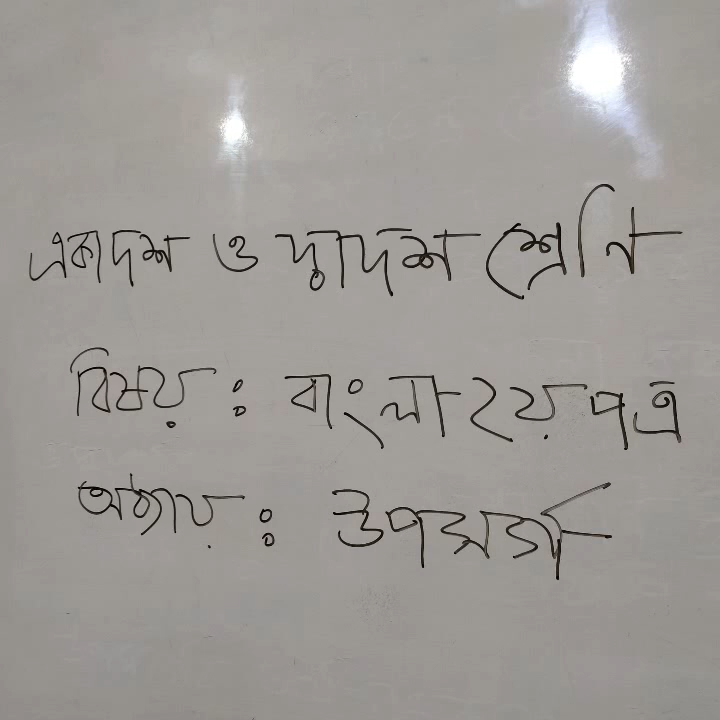 একাদশ ও দ্বাদশ শ্রেণি
বিষয় : বাংলা ২য় পত্র
অধ্যায় : উপসর্গ